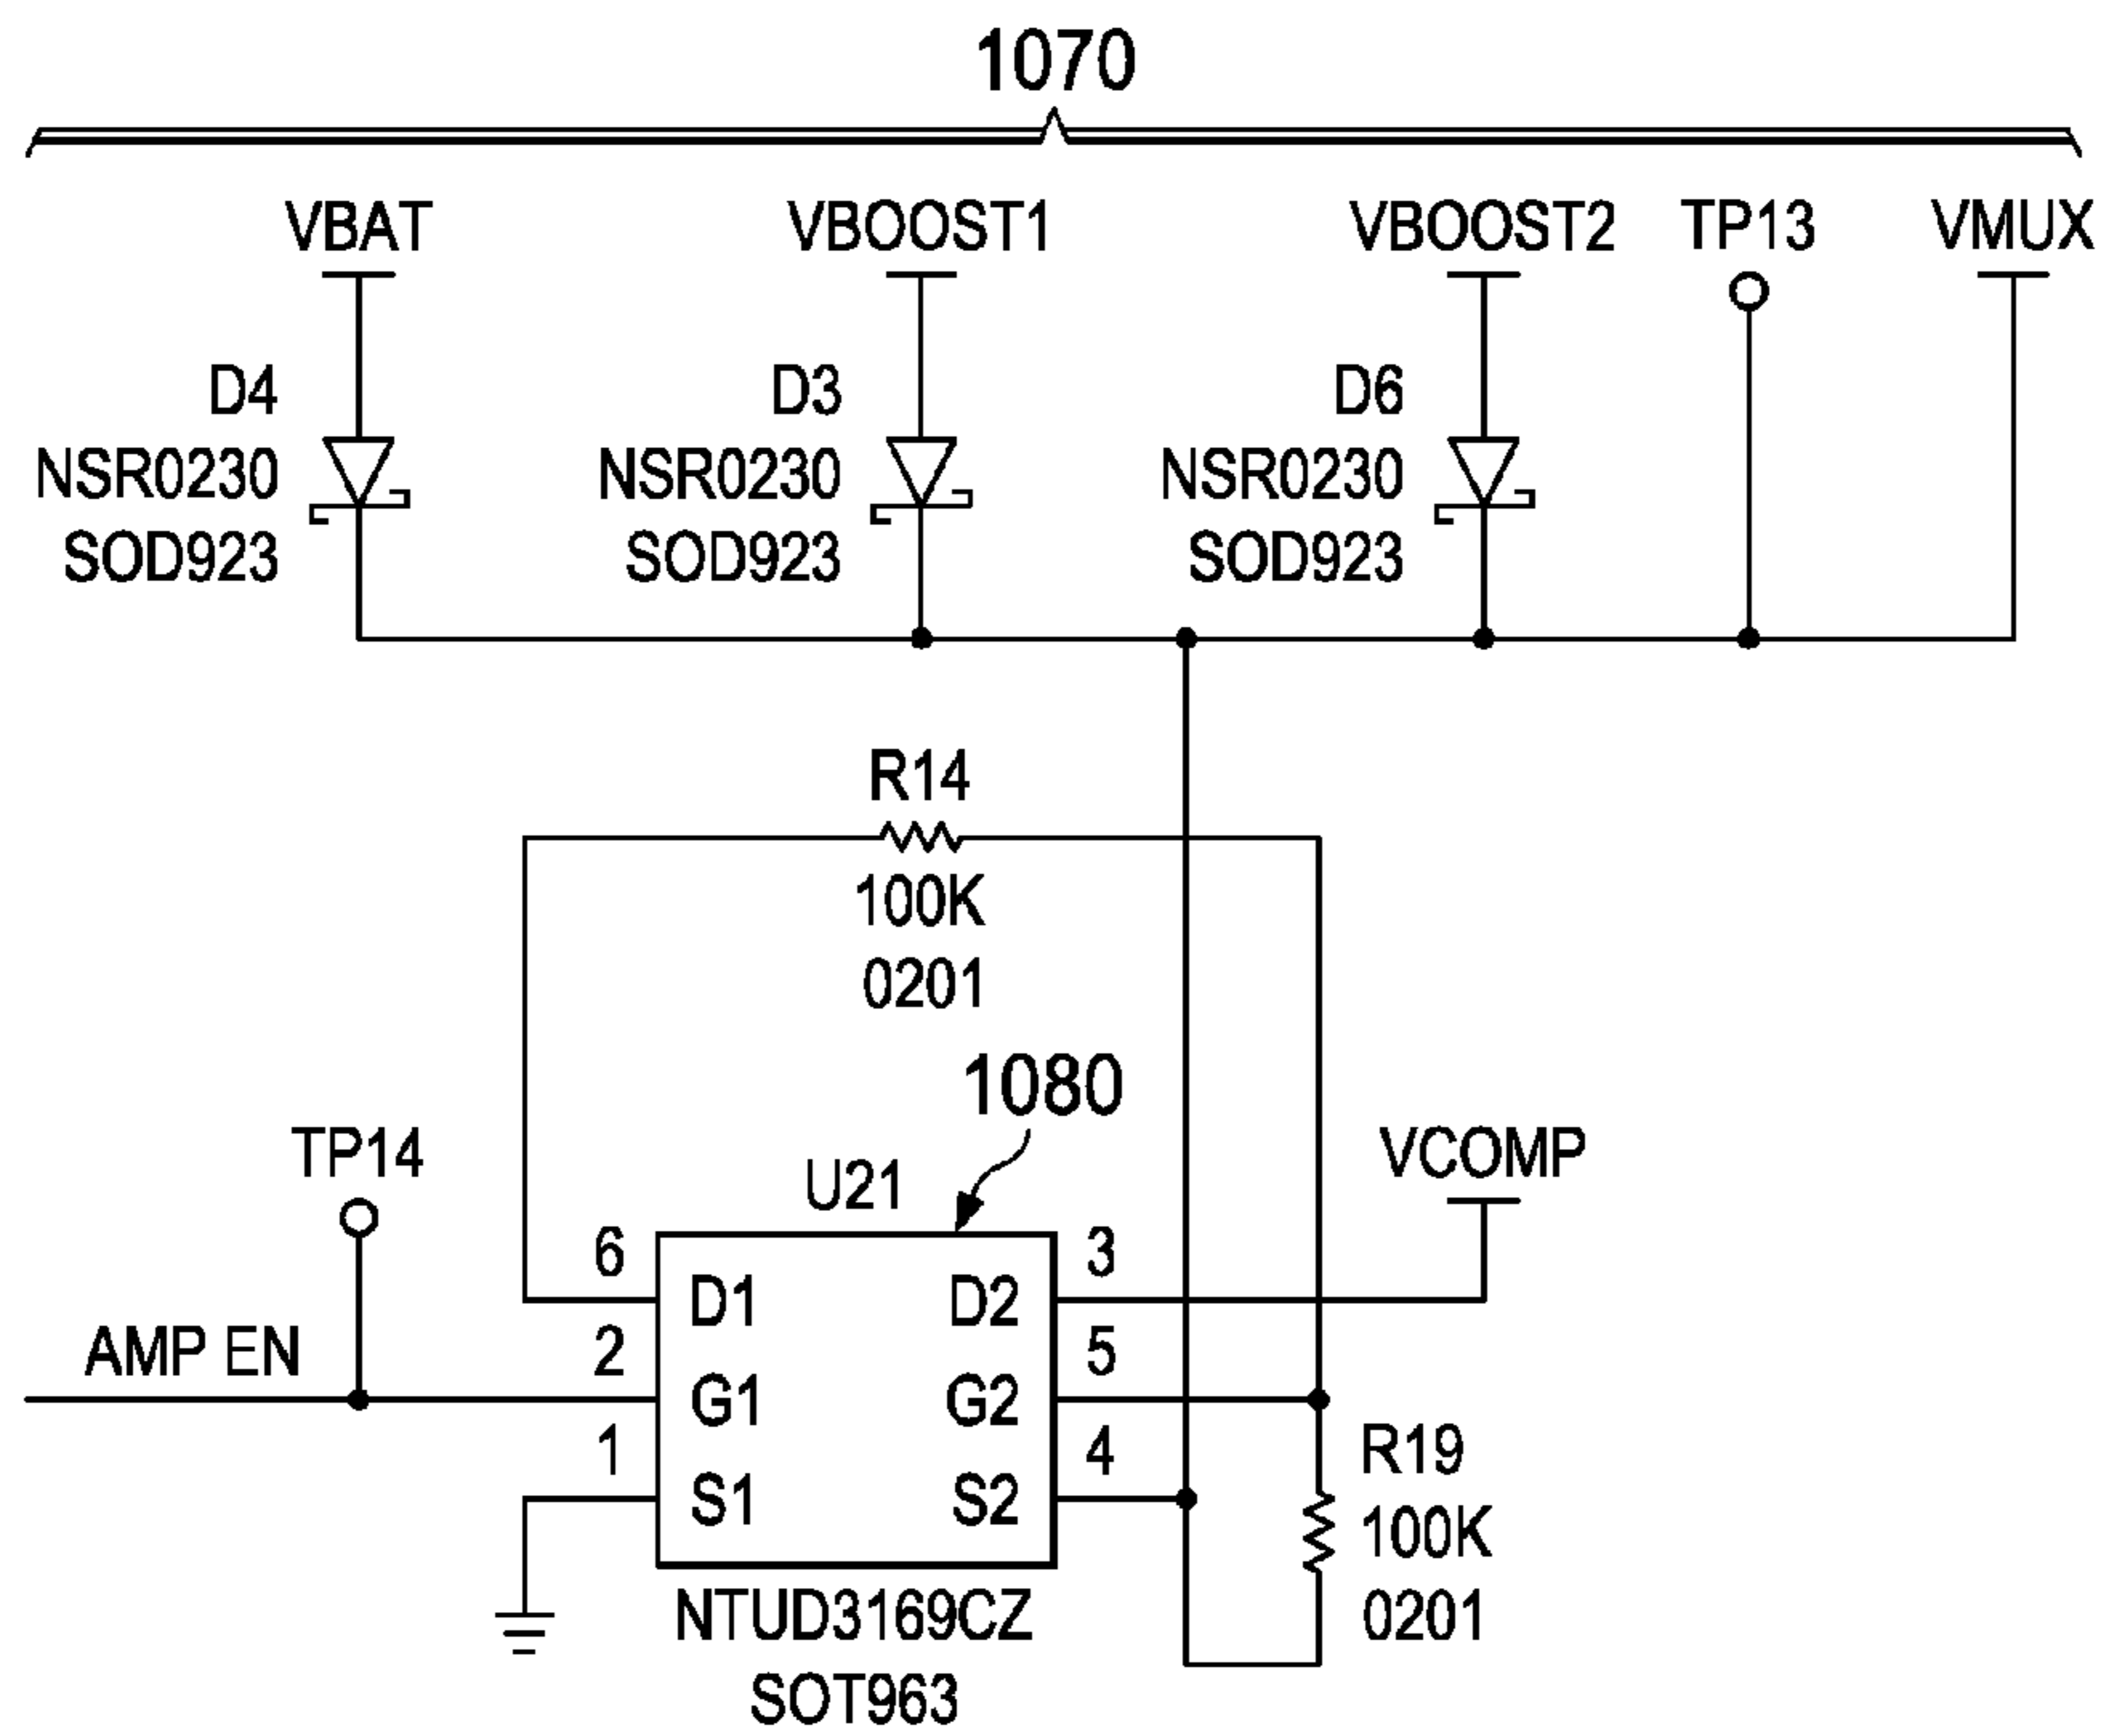 1070
VBAT
VBOOST1
VBOOST2
TP13
VMUX
D4
NSR0230
SOD923
D3
NSR0230
SOD923
D6
NSR0230
SOD923
R14
100K
0201
1080
TP14
U21
VCOMP
6
D1
D2
3
AMP EN
2
G1
G2
5
1
S1
S2
4
R19
100K
0201
NTUD3169CZ
SOT963